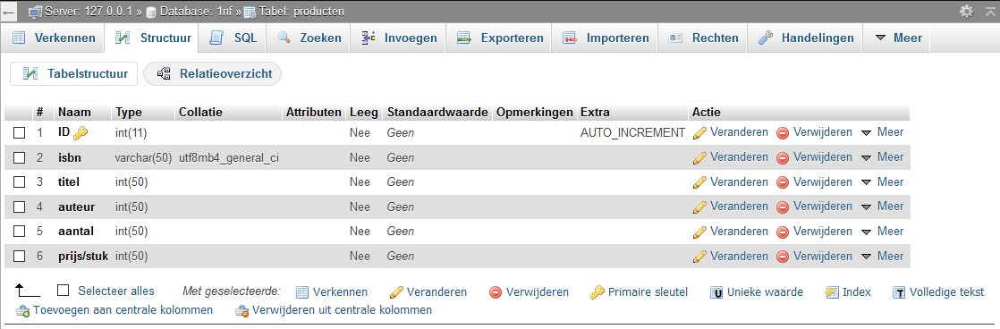 Server: 127.0.0.1 » Database: 1nf » Tabel: producten
Verkennen Structuur SQL Zoeken Invoegen Exporteren Importeren Rechten Handelingen Meer
Tabelstructuur Relatieoverzicht
# Naam Type Collatie Attributen Leeg Standaardwaarde Opmerkingen Extra Actie
1 ID int(11) Nee Geen AUTO_INCREMENT Veranderen Verwijderen Meer
2 isbn varchar(50) utf8mb4_general_ci Nee Geen Veranderen Verwijderen Meer
3 titel int(50) Nee Geen Veranderen Verwijderen Meer
4 auteur int(50) Nee Geen Veranderen Verwijderen Meer
5 aantal int(50) Nee Geen Veranderen Verwijderen Meer
6 prijs/stuk int(50) Nee Geen Veranderen Verwijderen Meer
Selecteer alles Met geselecteerde: Verkennen Veranderen Verwijderen Primaire sleutel Unieke waarde Index Volledige tekst
Toevoegen aan centrale kolommen Verwijderen uit centrale kolommen